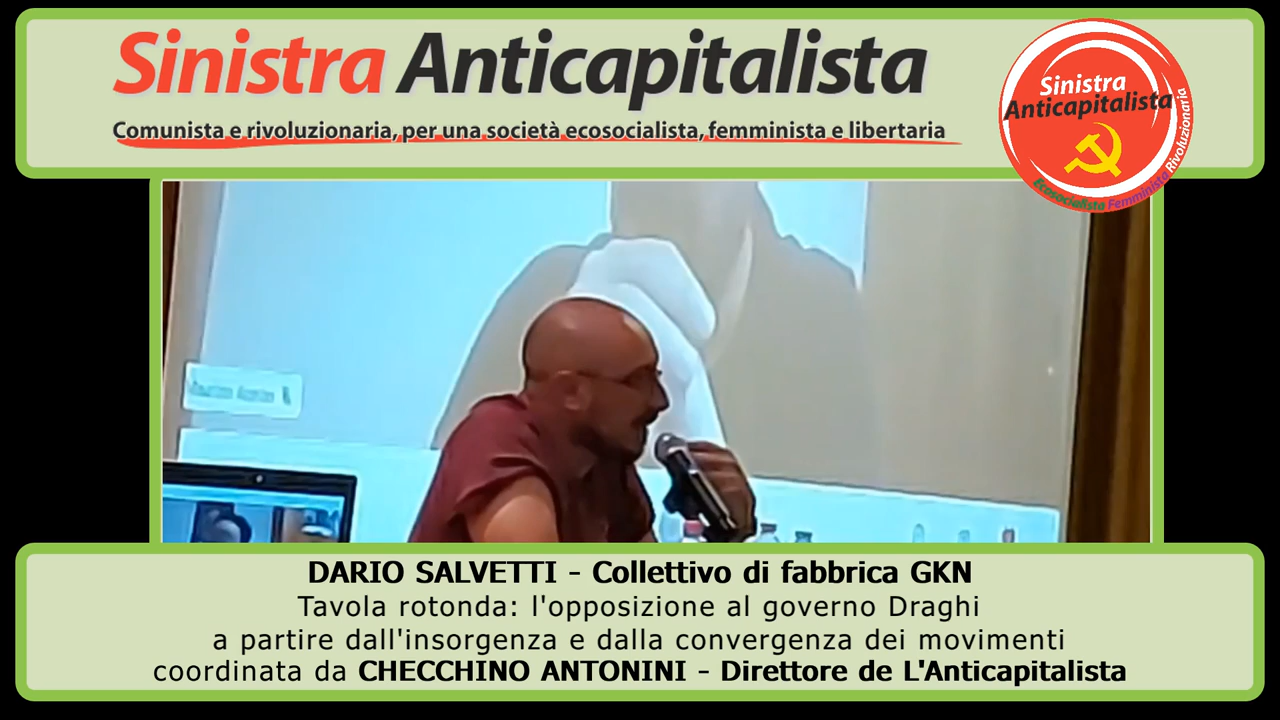 Sinistra Anticapitalista
Comunista e rivoluzionaria, per una società ecosocialista, femminista e libertaria
Sinistra
Anticapitalista
Ecosocialista Femminista Rivoluzionaria
DARIO SALVETTI - Collettivo di fabbrica GKN
Tavola rotonda: l'opposizione al governo Draghi
a partire dall'insorgenza e dalla convergenza dei movimenti
coordinata da CHECCHINO ANTONINI - Direttore de L'Anticapitalista